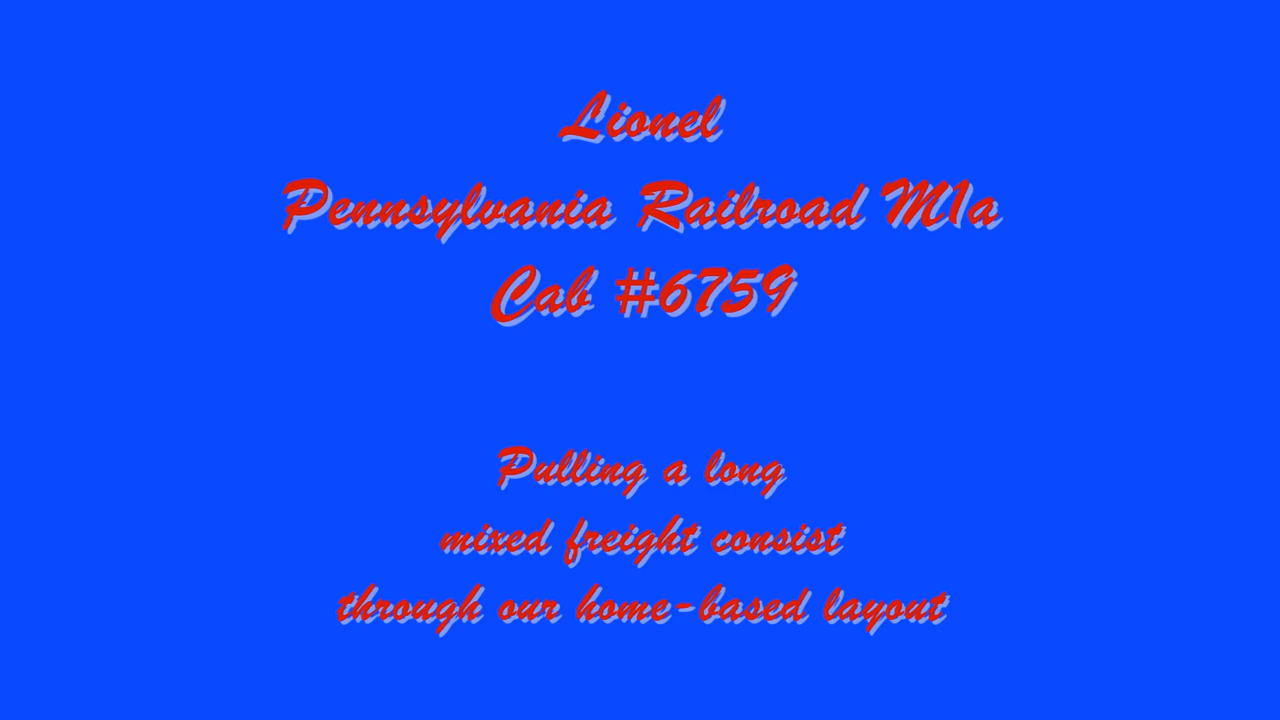 Lionel
Pennsylvania Railroad M1a
Cab #6759
Pulling a long
mixed freight consist
through our home-based layout